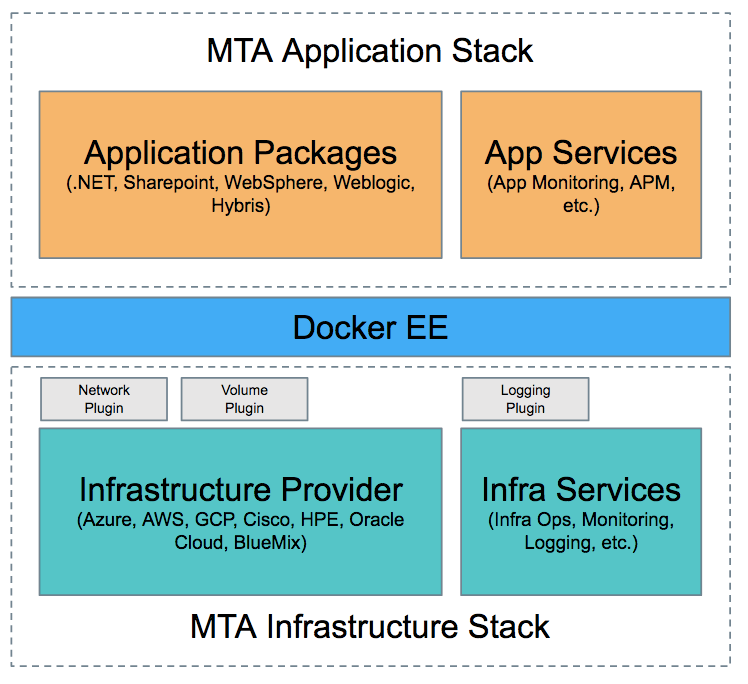 MTA Application Stack
Application Packages
(.NET, Sharepoint, WebSphere, Weblogic,
Hybris)
App Services
(App Monitoring, APM,
etc.)
Docker EE
Network
Plugin
Volume
Plugin
Logging
Plugin
Infrastructure Provider
(Azure, AWS, GCP, Cisco, HPE, Oracle
Cloud, BlueMix)
Infra Services
(Infra Ops, Monitoring,
Logging, etc.)
MTA Infrastructure Stack